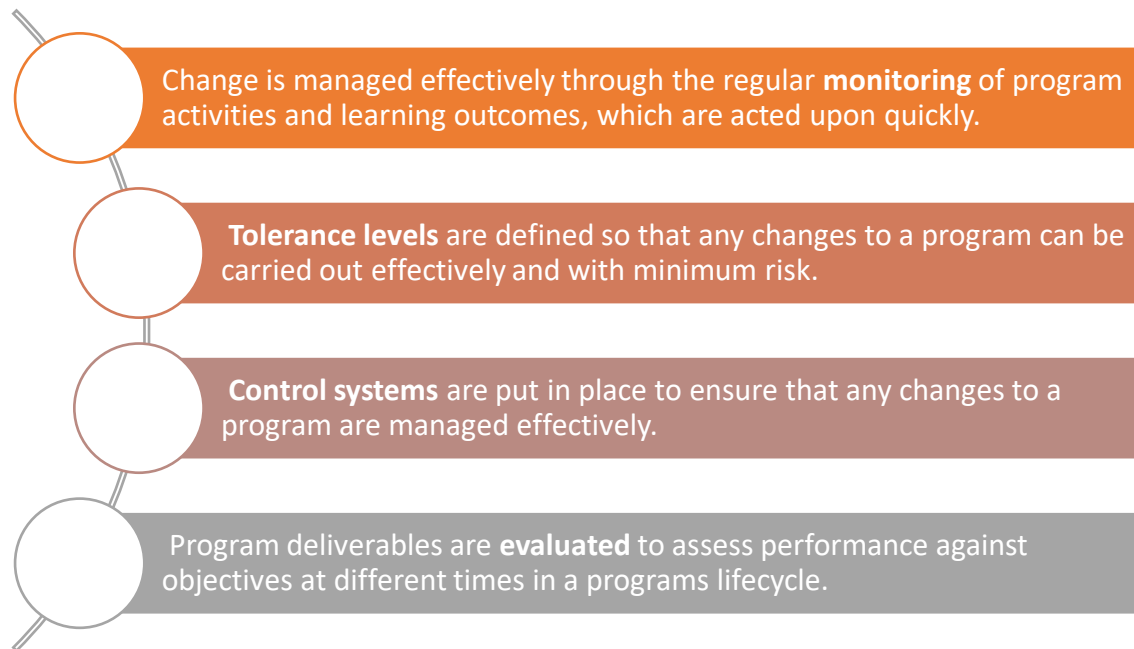 Change is managed effectively through the regular monitoring of program
activities and learning outcomes, which are acted upon quickly.
Tolerance levels are defined so that any changes to a program can be
carried out effectively and with minimum risk.
Control systems are put in place to ensure that any changes to a
program are managed effectively.
Program deliverables are evaluated to assess performance against
objectives at different times in a programs lifecycle.